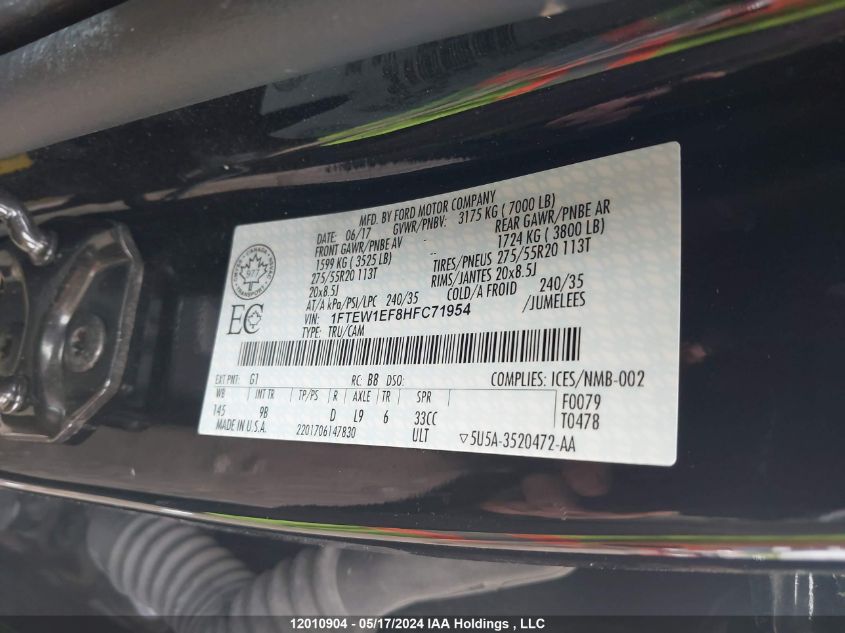 MFD. BY FORD MOTOR COMPANY
DATE: 06/17 GVWR/PNBV: 3175 KG ( 7000 LB)
FRONT GAWR/PNBE AV REAR GAWR/PNBE AR
1599 KG ( 3525 LB) 1724 KG ( 3800 LB)
275/55R20 113T TIRES/PNEUS 275/55R20 113T
20x8.5J RIMS/JANTES 20x8.5J
AT/A kPa/PSI/LPC 240/35 COLD/A FROID 240/35
VIN: 1FTEW1EF8HFC71954 /JUMELEES
TYPE: TRU/CAM
CANADA
TRANSPORT
EC
EXT PNT: G1 RC: B8 DSO: COMPLIES: ICES/NMB-002
WB INT TR TP/PS R AXLE TR SPR F0079
145 9B D L9 6 33CC T0478
MADE IN U.S.A. 2201706147830 ULT ▽5U5A-3520472-AA
12010904 - 05/17/2024 IAA Holdings , LLC